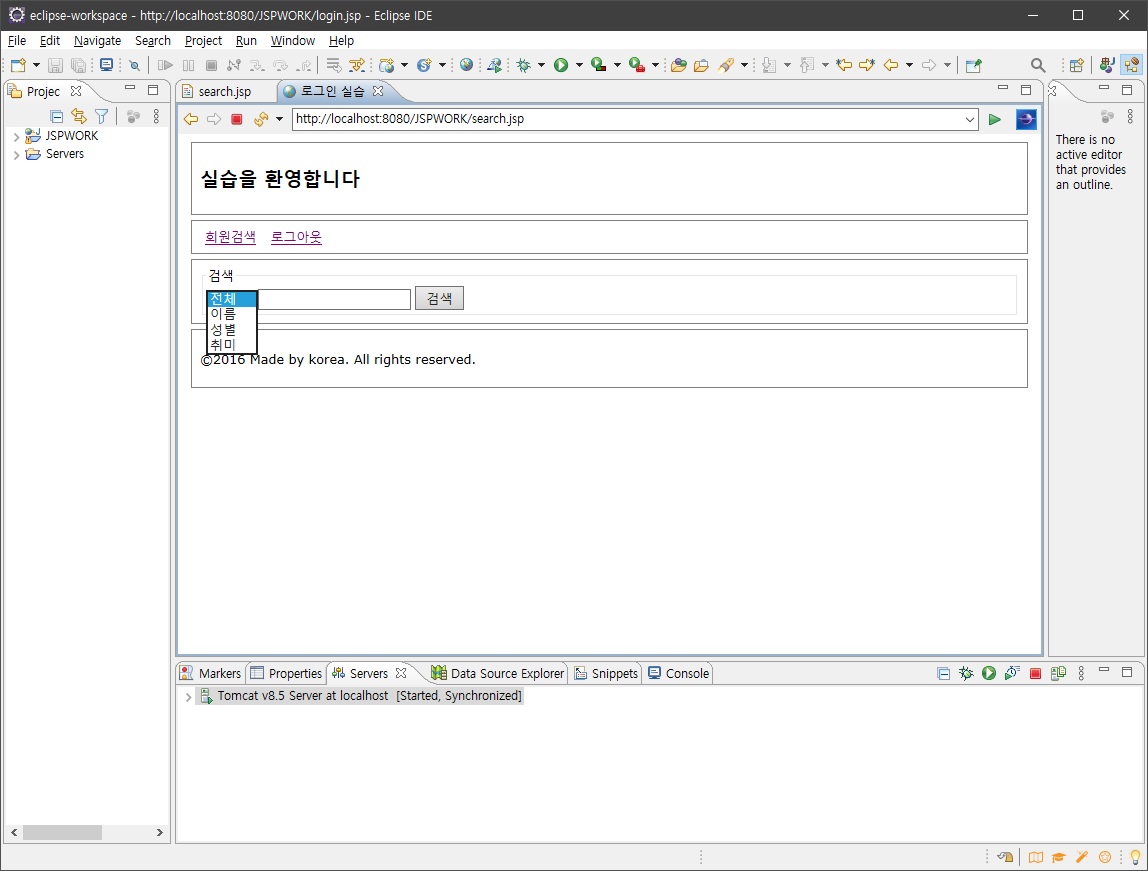 eclipse-workspace - http://localhost:8080/JSPWORK/login.jsp - Eclipse IDE
File Edit Navigate Search Project Run Window Help
Projec
search.jsp
로그인 실습
http://localhost:8080/JSPWORK/search.jsp
JSPWORK
Servers
실습을 환영합니다
회원검색 로그아웃
검색
전체
검색
이름
성별
취미
©2016 Made by korea. All rights reserved.
There is no
active editor
that provides
an outline.
Markers Properties Servers Data Source Explorer Snippets Console
Tomcat v8.5 Server at localhost [Started, Synchronized]